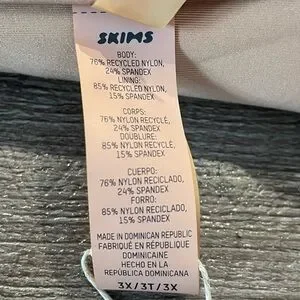 SKIMS
BODY:
76% RECYCLED NYLON,
24% SPANDEX
LINING:
85% RECYCLED NYLON,
15% SPANDEX
CORPS:
76% NYLON RECYCLÉ,
24% SPANDEX
DOUBLURE:
85% NYLON RECYCLÉ,
15% SPANDEX
CUERPO:
76% NYLON RECICLADO,
24% SPANDEX
FORRO:
85% NYLON RECICLADO,
15% SPANDEX
MADE IN DOMINICAN REPUBLIC
FABRIQUÉ EN RÉPUBLIQUE
DOMINICAINE
HECHO EN LA
REPÚBLICA DOMINICANA
3X/3T/3X